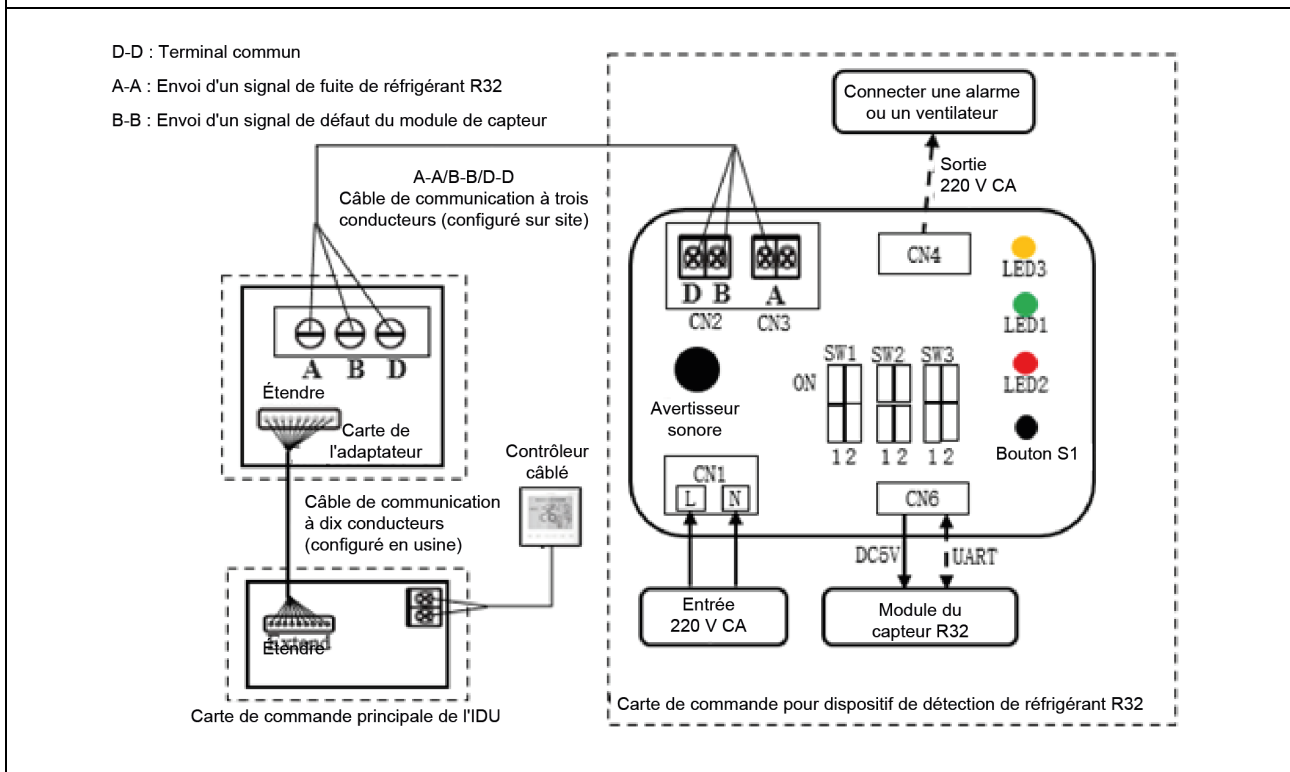 D-D : Terminal commun
A-A : Envoi d'un signal de fuite de réfrigérant R32
B-B : Envoi d'un signal de défaut du module de capteur
A-A/B-B/D-D
Câble de communication à trois
conducteurs (configuré sur site)
Connecter une alarme
ou un ventilateur
Sortie
220 V CA
CN4
LED3
LED1
LED2
Bouton S1
D B
A
CN2
CN3
SW1
SW2
SW3
ON
1 2
1 2
1 2
Avertisseur
sonore
CN1
L
N
CN6
DC5V
UART
Entrée
220 V CA
Module du
capteur R32
Carte de commande pour dispositif de détection de réfrigérant R32
A B D
Étendre
Carte de
l'adaptateur
Contrôleur
câblé
Câble de communication
à dix conducteurs
(configuré en usine)
Extend
Étendre
Carte de commande principale de l'IDU